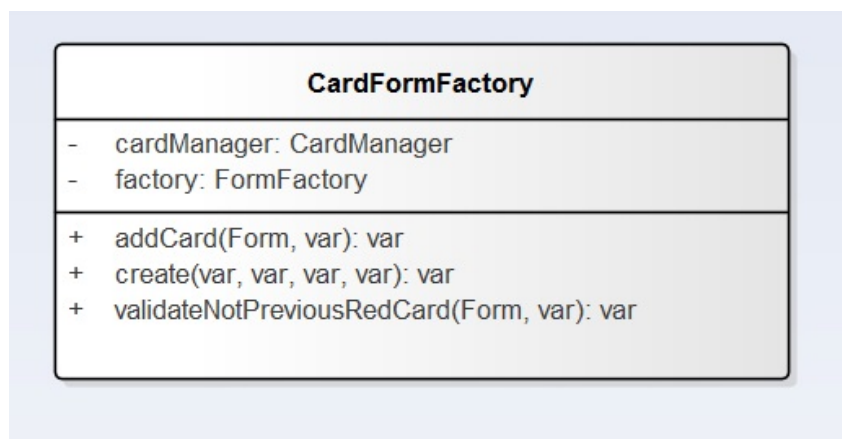 CardFormFactory
- cardManager: CardManager
- factory: FormFactory
+ addCard(Form, var): var
+ create(var, var, var, var): var
+ validateNotPreviousRedCard(Form, var): var